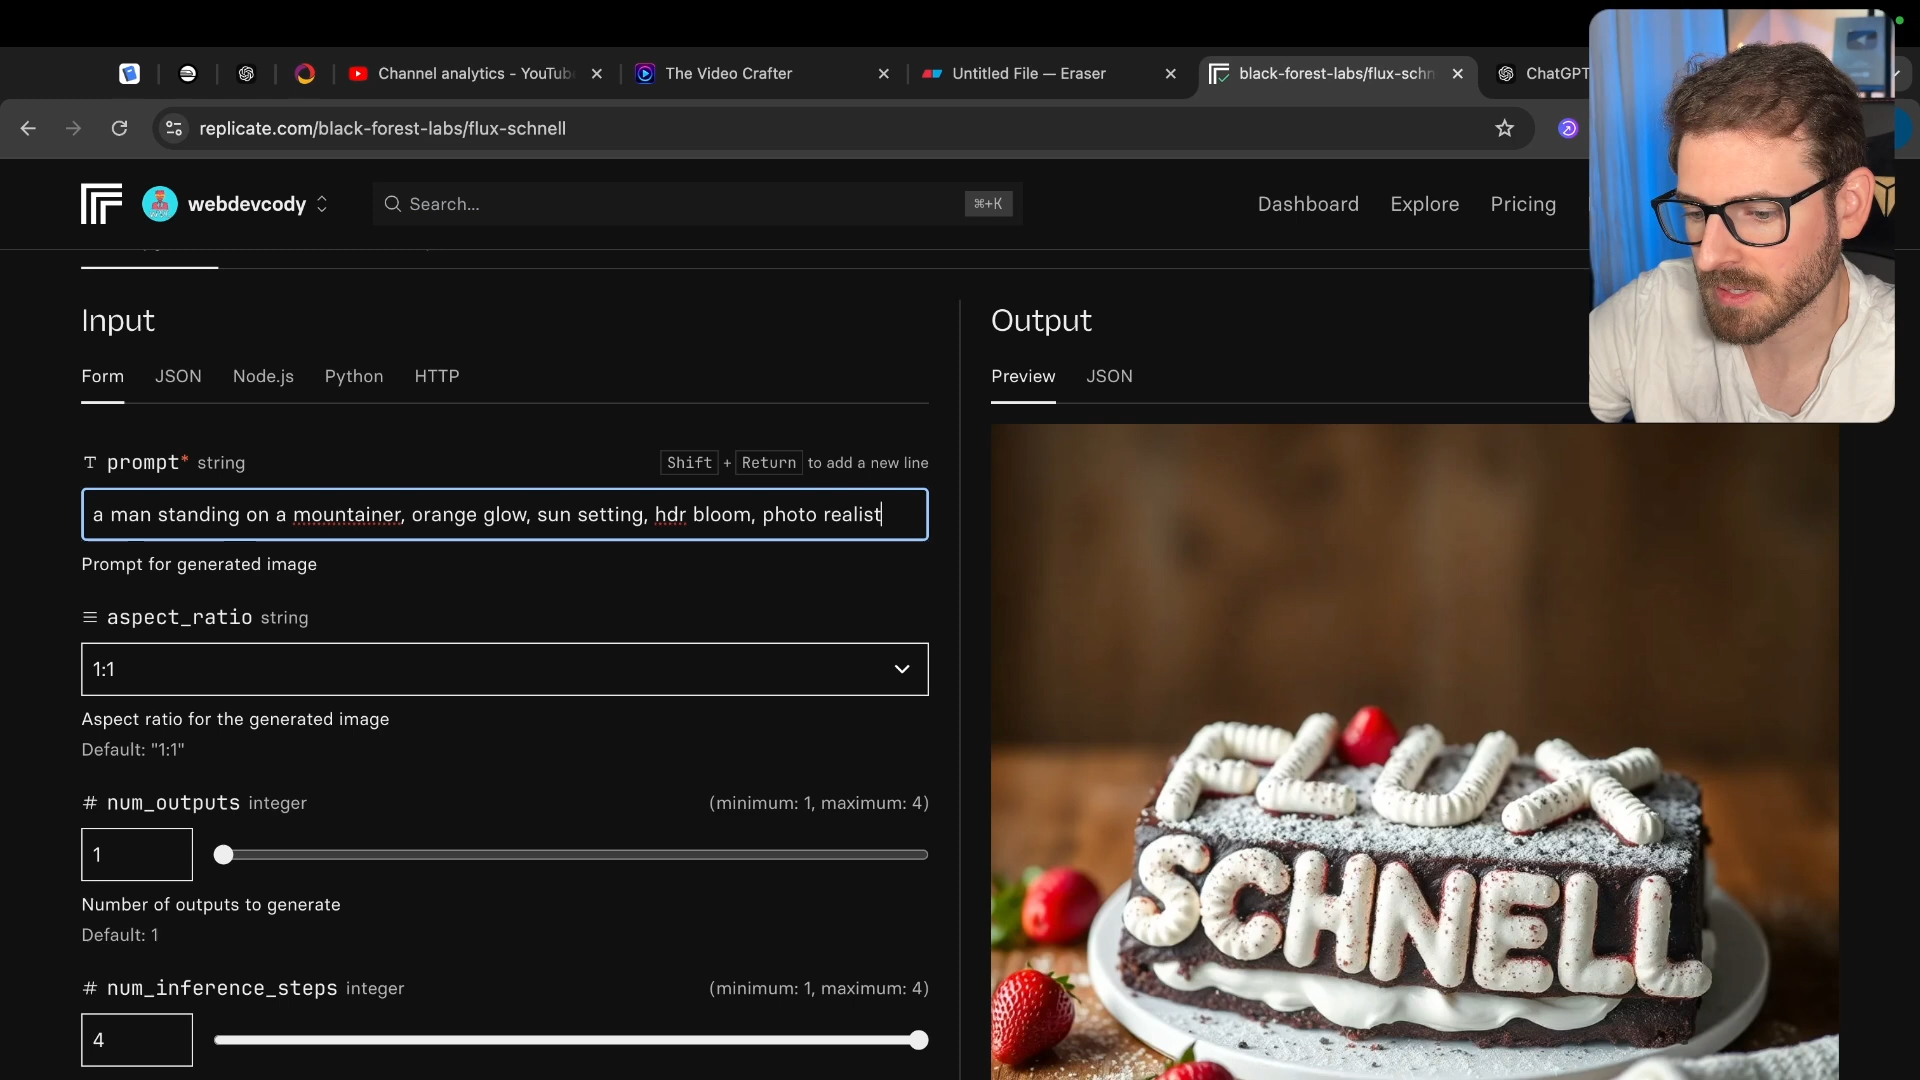 Channel analytics - YouTub
The Video Crafter
Untitled File — Eraser
black-forest-labs/flux-schn
ChatGPT
replicate.com/black-forest-labs/flux-schnell
webdevcody
Search...
⌘+K
Dashboard
Explore
Pricing
Input
Output
Form
JSON
Node.js
Python
HTTP
Preview
JSON
prompt* string
Shift + Return to add a new line
a man standing on a mountainer, orange glow, sun setting, hdr bloom, photo realist
Prompt for generated image
aspect_ratio string
1:1
Aspect ratio for the generated image
Default: "1:1"
# num_outputs integer
(minimum: 1, maximum: 4)
1
Number of outputs to generate
Default: 1
# num_inference_steps integer
(minimum: 1, maximum: 4)
4
FLUX
SCHNELL